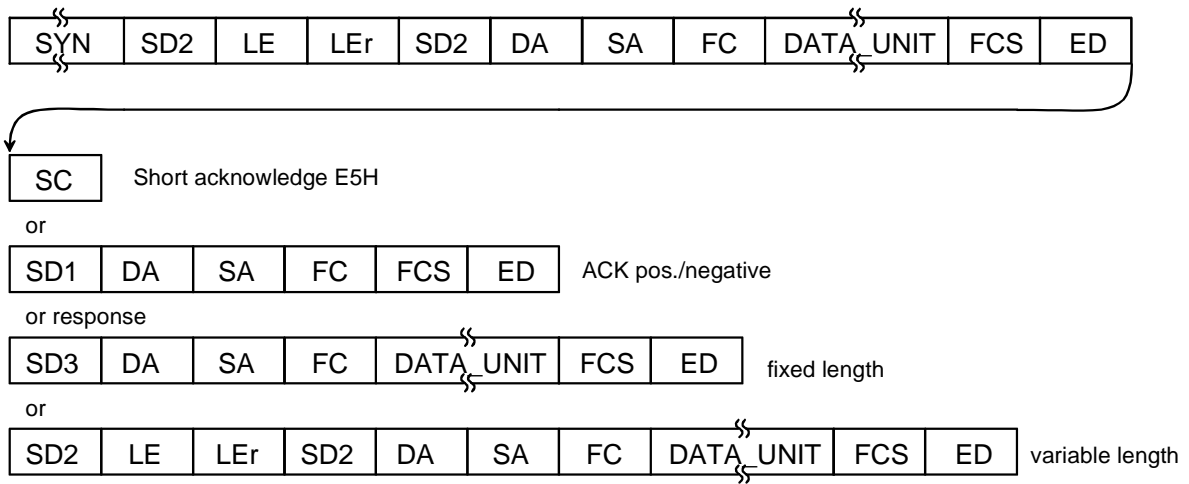 SYN SD2 LE LEr SD2 DA SA FC DATA_UNIT FCS ED
SC Short acknowledge E5H
or
SD1 DA SA FC FCS ED ACK pos./negative
or response
SD3 DA SA FC DATA_UNIT FCS ED fixed length
or
SD2 LE LEr SD2 DA SA FC DATA_UNIT FCS ED variable length